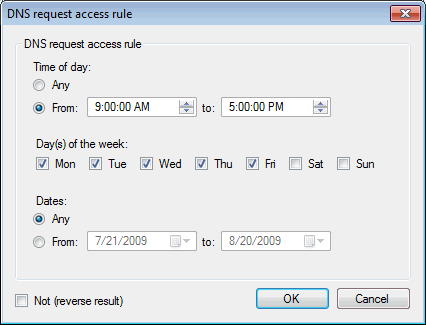 DNS request access rule
DNS request access rule
Time of day:
Any
From: 9:00:00 AM to: 5:00:00 PM
Day(s) of the week:
Mon Tue Wed Thu Fri Sat Sun
Dates:
Any
From: 7/21/2009 to: 8/20/2009
Not (reverse result) OK Cancel